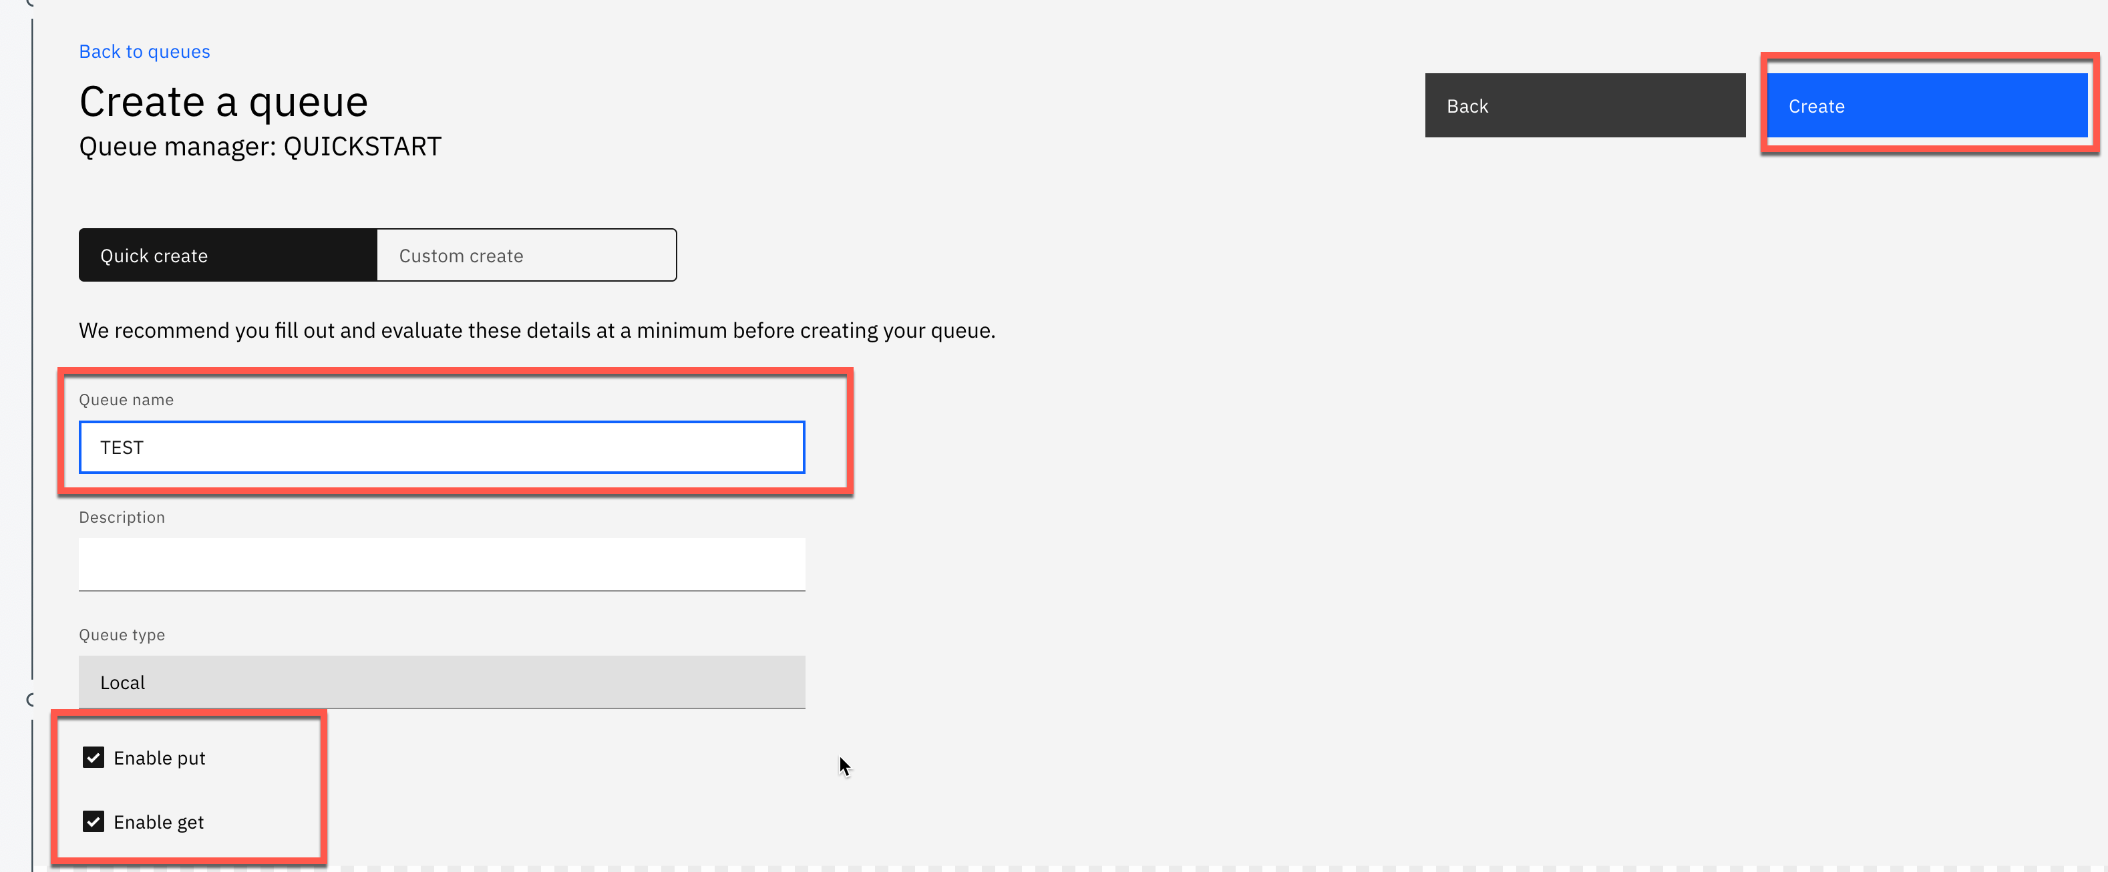 Back to queues
Create a queue
Queue manager: QUICKSTART
Back
Create
Quick create
Custom create
We recommend you fill out and evaluate these details at a minimum before creating your queue.
Queue name
TEST
Description
Queue type
Local
Enable put
Enable get